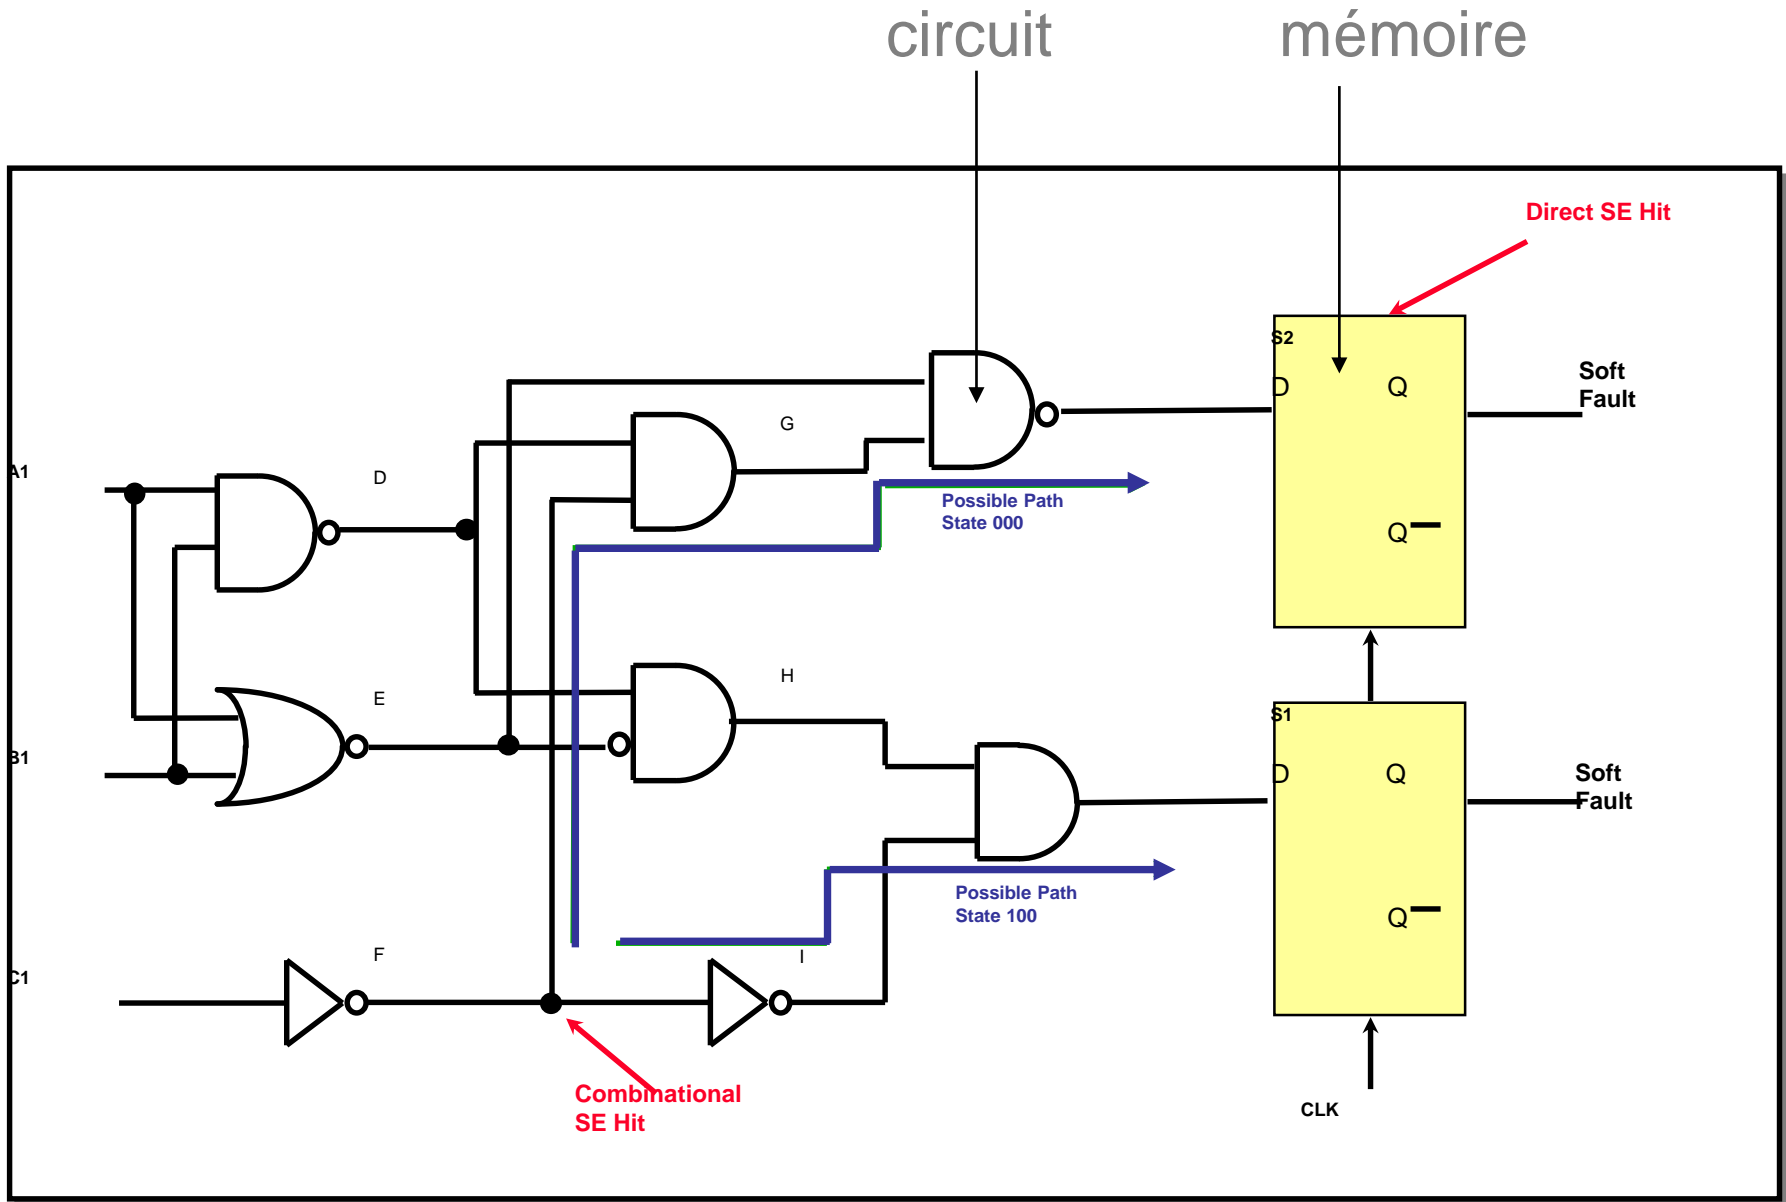 circuit
mémoire
Direct SE Hit
S2
D
Q
Soft
Fault
G
A1
D
Possible Path
State 000
Q
H
E
S1
B1
D
Q
Soft
Fault
Possible Path
State 100
Q
F
I
C1
Combinational
SE Hit
CLK